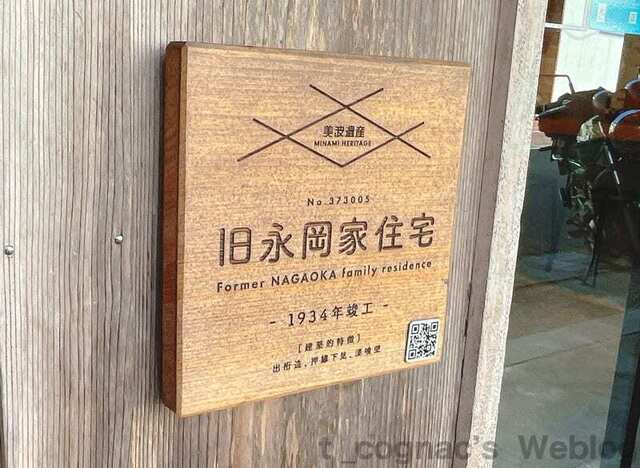 美波遺産
MINAMI HERITAGE
No.373005
旧永岡家住宅
Former NAGAOKA family residence
- 1934年竣工 -
[建築的特徴]
出桁造、押縁下見、漆喰壁
t_cognac's Weblog